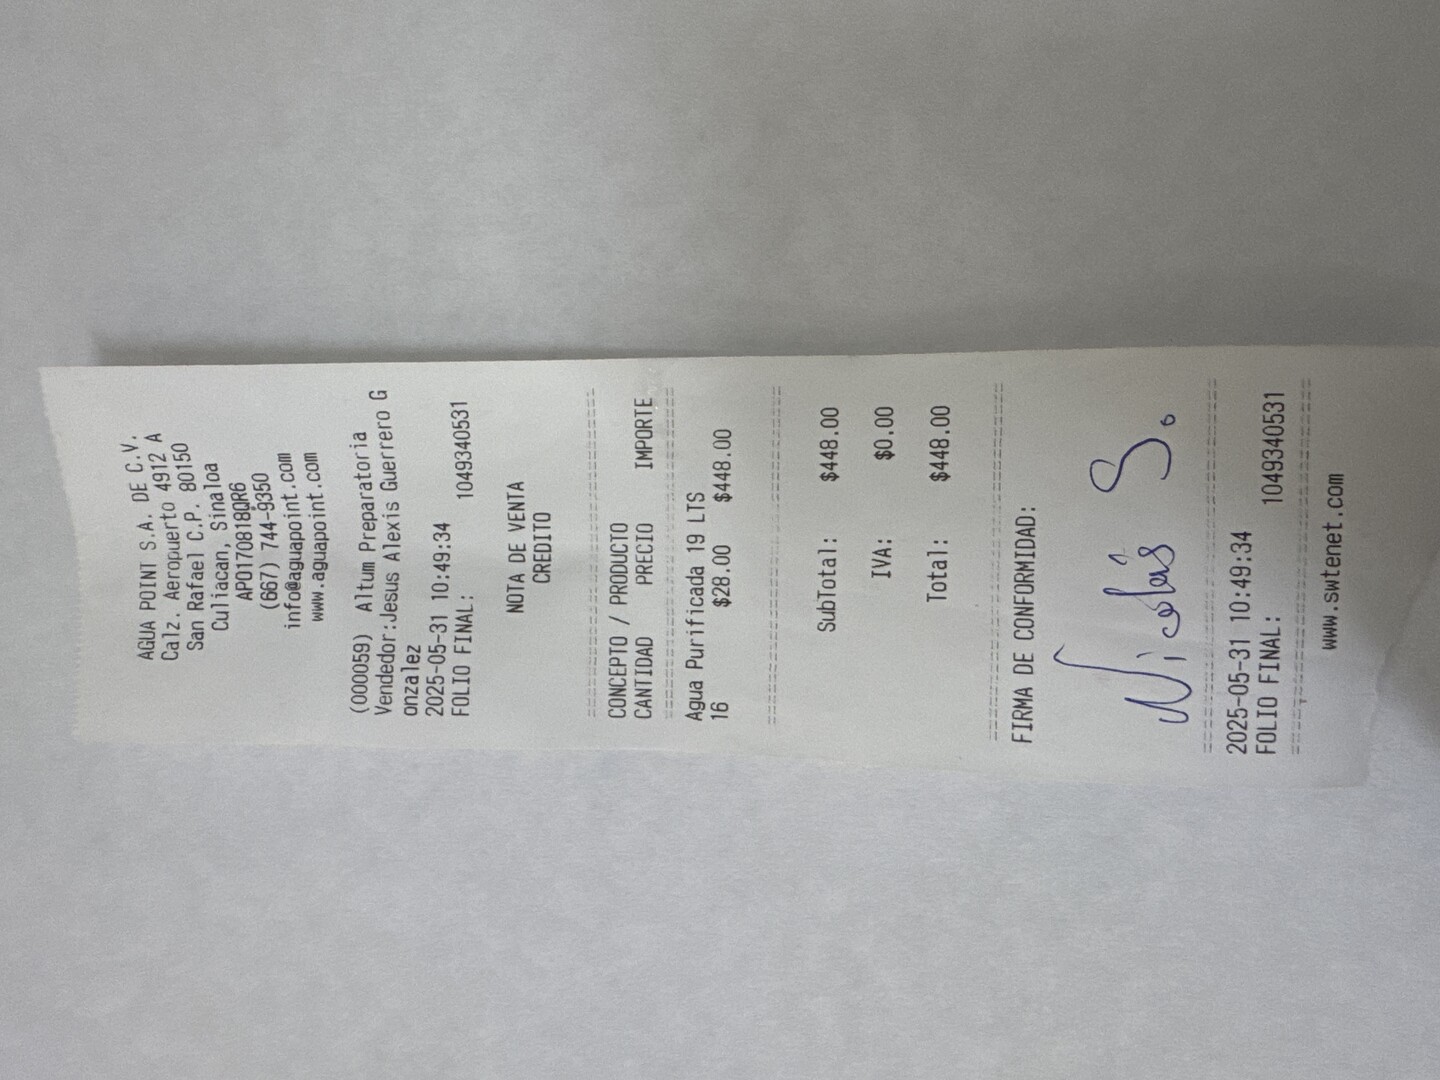 AGUA POINT S.A. DE C.V.
Calz. Aeropuerto 4912 A
San Rafael C.P. 80150
Culiacan, Sinaloa
APO170818QR6
(667) 744-9350
info@aguapoint.com
www.aguapoint.com
(000059) Altum Preparatoria
Vendedor:Jesus Alexis Guerrero G
onzalez
2025-05-31 10:49:34
FOLIO FINAL: 1049340531
NOTA DE VENTA
CREDITO
CONCEPTO / PRODUCTO
CANTIDAD PRECIO IMPORTE
Agua Purificada 19 LTS
16 $28.00 $448.00
SubTotal: $448.00
IVA: $0.00
Total: $448.00
FIRMA DE CONFORMIDAD:
Nicolás S.
2025-05-31 10:49:34
FOLIO FINAL: 1049340531
www.swtenet.com